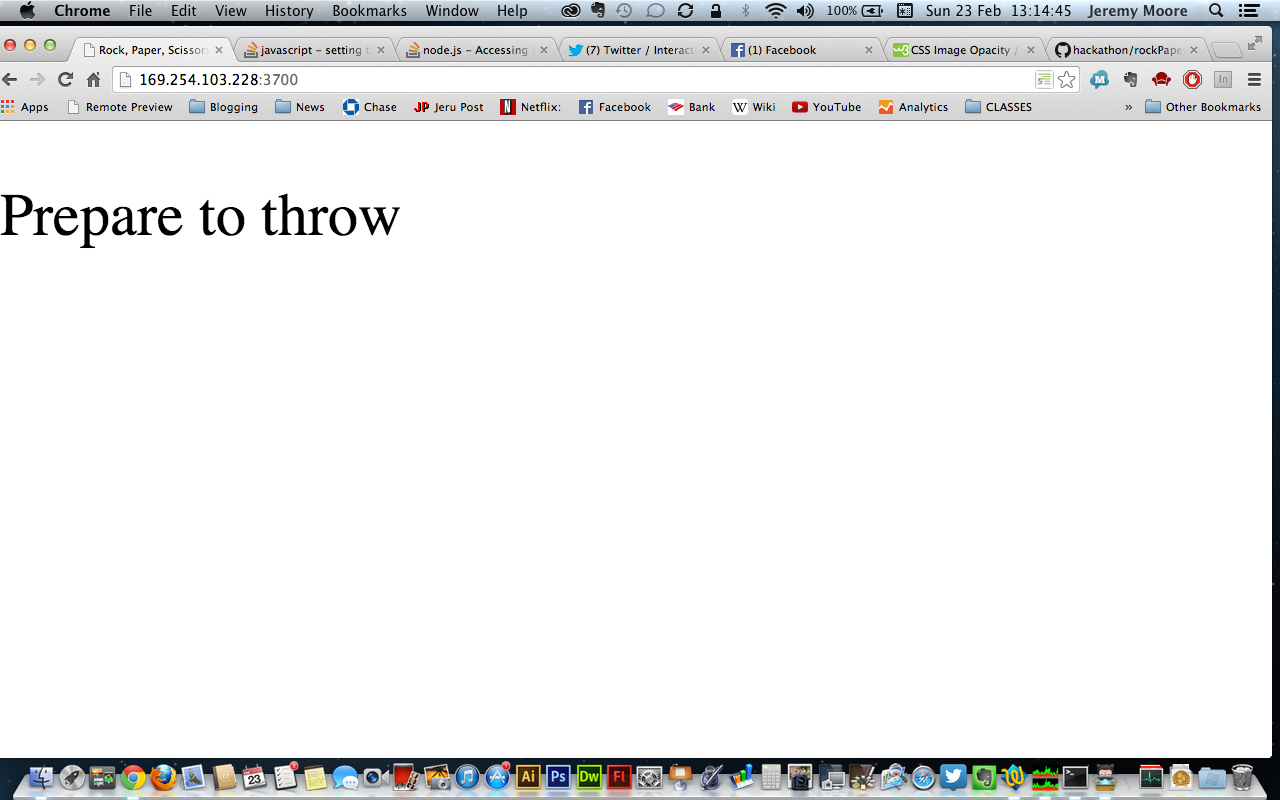 Chrome File Edit View History Bookmarks Window Help 100% Sun 23 Feb 13:14:45 Jeremy Moore
Rock, Paper, Scissors javascript – setting node.js – Accessing (7) Twitter / Interact (1) Facebook CSS Image Opacity / hackathon/rockPape
169.254.103.228:3700
Apps Remote Preview Blogging News Chase JP Jeru Post N Netflix: Facebook Bank W Wiki YouTube Analytics CLASSES » Other Bookmarks
Prepare to throw
23 Ai Ps Dw Fl